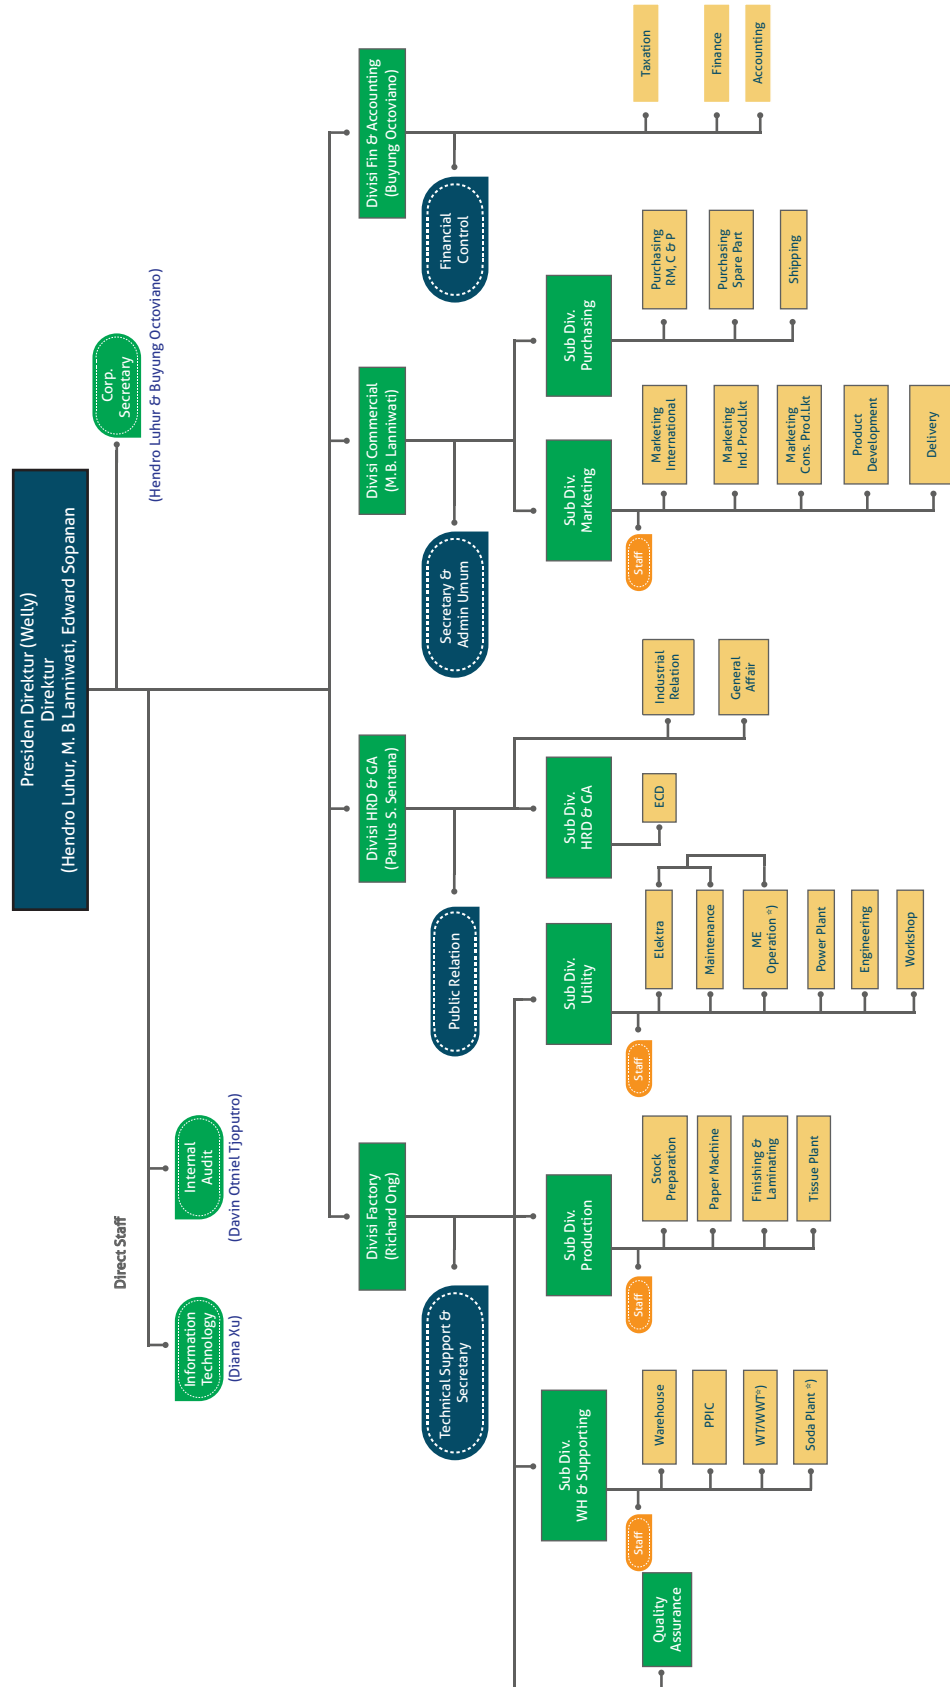 Presiden Direktur (Welly)
Direktur
(Hendro Luhur, M. B Lanniwati, Edward Sopanan
Corp.
Secretary
(Hendro Luhur & Buyung Octoviano)
Direct Staff
Information
Technology
(Diana Xu)
Internal
Audit
(Davin Otniel Tjoputro)
Divisi Factory
(Richard Ong)
Divisi HRD & GA
(Paulus S. Sentana)
Divisi Commercial
(M.B. Lanniwati)
Divisi Fin & Accounting
(Buyung Octoviano)
Technical Support &
Secretary
Public Relation
Secretary &
Admin Umum
Financial
Control
Sub Div.
WH & Supporting
Sub Div.
Production
Sub Div.
Utility
Sub Div.
HRD & GA
Sub Div.
Marketing
Sub Div.
Purchasing
Quality
Assurance
Staff
Warehouse
PPIC
WT/WWT*)
Soda Plant *)
Staff
Stock
Preparation
Paper Machine
Finishing &
Laminating
Tissue Plant
Staff
Elektra
Maintenance
ME
Operation *)
Power Plant
Engineering
Workshop
ECD
Industrial
Relation
General
Affair
Staff
Marketing
International
Marketing
Ind. Prod.Lkt
Marketing
Cons. Prod.Lkt
Product
Development
Delivery
Purchasing
RM, C & P
Purchasing
Spare Part
Shipping
Taxation
Finance
Accounting